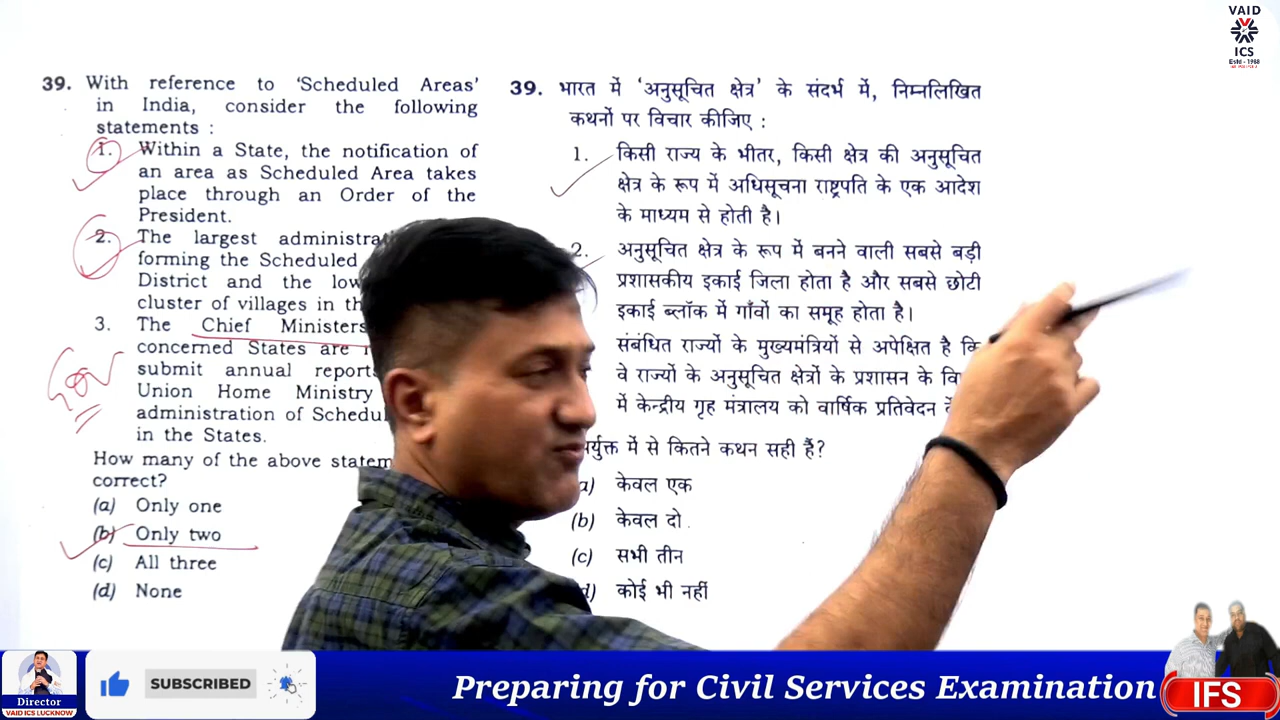 VAID
ICS
Estd - 1988
39. With reference to 'Scheduled Areas'
in India, consider the following
statements :
1. Within a State, the notification of
an area as Scheduled Area takes
place through an Order of the
President.
2. The largest
forming the Scheduled
District and the
cluster of villages in
3. The Chief Ministers
concerned States are
submit annual
Union Home Ministry
administration of
in the States.
How many of the above
correct?
(a) Only one
(b) Only two
(c) All three
(d) None
Gov
39. भारत में 'अनुसूचित क्षेत्र' के संदर्भ में, निम्नलिखित
कथनों पर विचार कीजिए :
1. किसी राज्य के भीतर, किसी क्षेत्र की अनुसूचित
क्षेत्र के रूप में अधिसूचना राष्ट्रपति के एक आदेश
के माध्यम से होती है।
2. अनुसूचित क्षेत्र के रूप में बनने वाली सबसे बड़ी
प्रशासकीय इकाई जिला होता है और सबसे छोटी
इकाई ब्लॉक में गाँवों का समूह होता है।
संबंधित राज्यों के मुख्यमंत्रियों से अपेक्षित है
वे राज्यों के अनुसूचित क्षेत्रों के प्रशासन के
में केन्द्रीय गृह मंत्रालय को वार्षिक प्रतिवेदन
में से कितने कथन सही हैं?
केवल एक
(b) केवल दो
(c) सभी तीन
कोई भी नहीं
Director
VAID ICS LUCKNOW
SUBSCRIBED
Preparing for Civil Services Examination
IFS